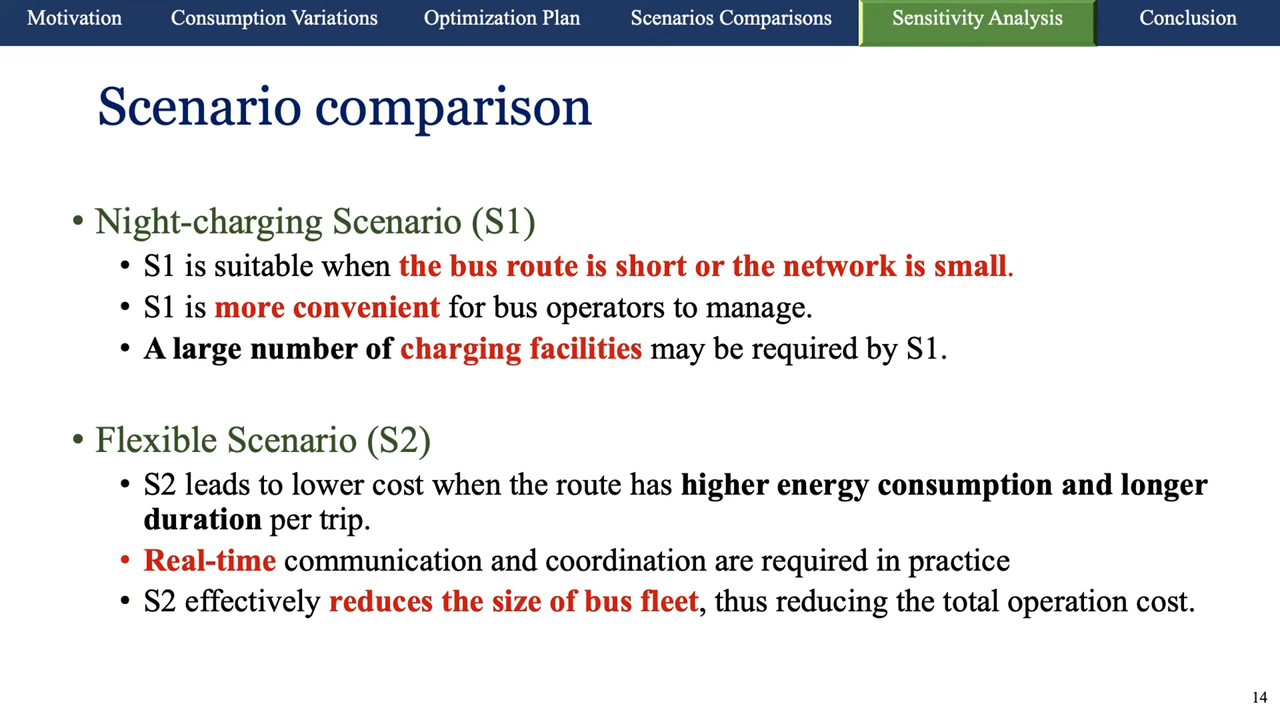 Motivation Consumption Variations Optimization Plan Scenarios Comparisons Sensitivity Analysis Conclusion
Scenario comparison
• Night-charging Scenario (S1)
• S1 is suitable when the bus route is short or the network is small.
• S1 is more convenient for bus operators to manage.
• A large number of charging facilities may be required by S1.
• Flexible Scenario (S2)
• S2 leads to lower cost when the route has higher energy consumption and longer
duration per trip.
• Real-time communication and coordination are required in practice
• S2 effectively reduces the size of bus fleet, thus reducing the total operation cost.
14